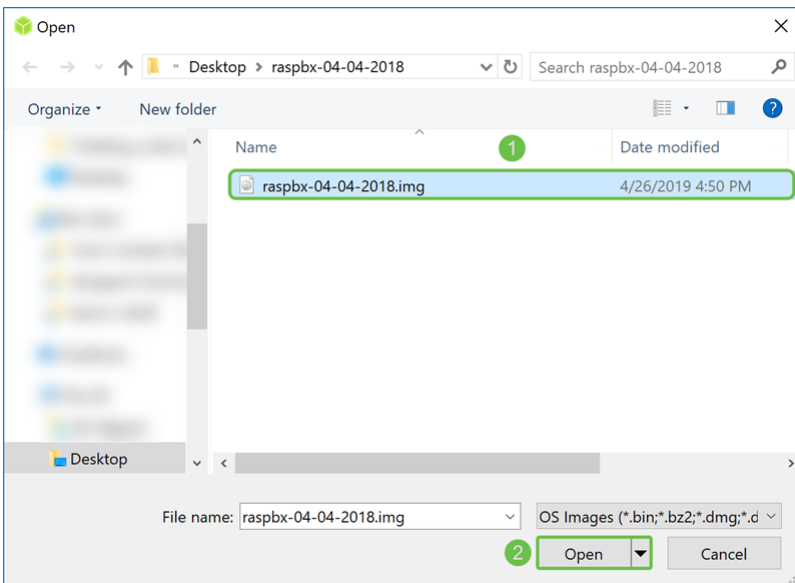 Open
« Desktop > raspbx-04-04-2018
Search raspbx-04-04-2018
Organize
New folder
?
Name
1
Date modified
raspbx-04-04-2018.img
4/26/2019 4:50 PM
Desktop
File name:
raspbx-04-04-2018.img
OS Images (*.bin;*.bz2;*.dmg;*.d
2
Open
Cancel